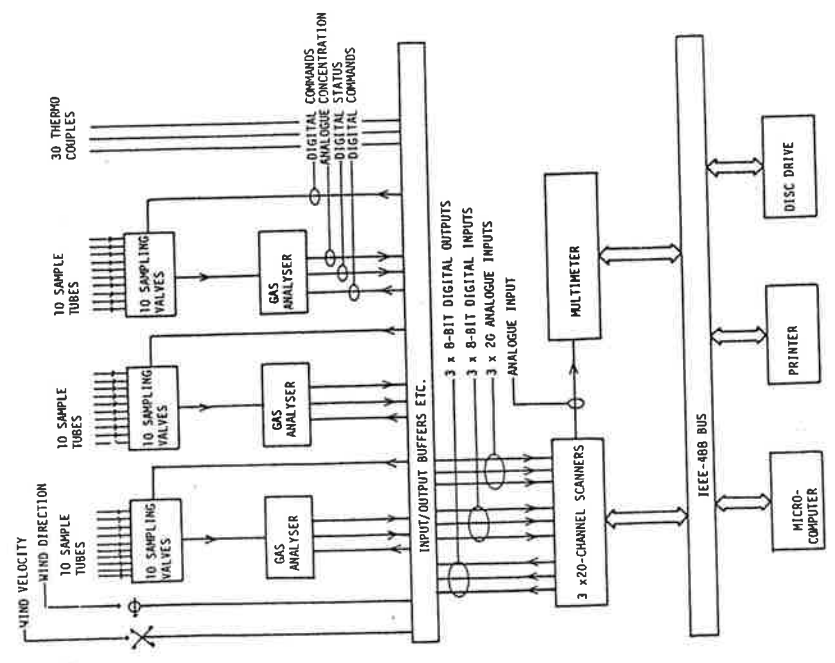 WIND VELOCITY
WIND DIRECTION
10 SAMPLE
TUBES
10 SAMPLE
TUBES
10 SAMPLE
TUBES
30 THERMO
COUPLES
10 SAMPLING
VALVES
10 SAMPLING
VALVES
10 SAMPLING
VALVES
GAS
ANALYSER
GAS
ANALYSER
GAS
ANALYSER
DIGITAL COMMANDS
ANALOGUE CONCENTRATION
DIGITAL STATUS
DIGITAL COMMANDS
INPUT/OUTPUT BUFFERS ETC.
3 x 8-BIT DIGITAL OUTPUTS
3 x 8-BIT DIGITAL INPUTS
3 x 20 ANALOGUE INPUTS
ANALOGUE INPUT
3 x20-CHANNEL SCANNERS
MULTIMETER
IEEE-488 BUS
MICRO-
COMPUTER
PRINTER
DISC DRIVE